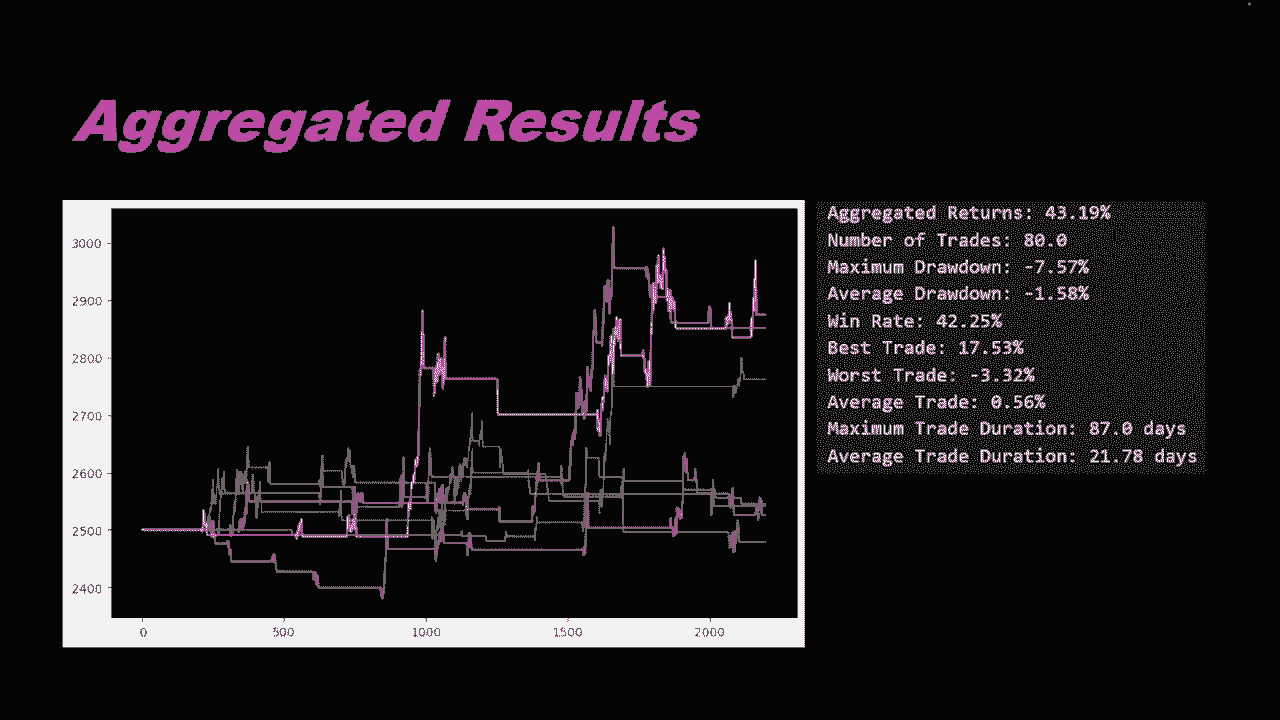 Aggregated Results
Aggregated Returns: 43.19%
Number of Trades: 80.0
Maximum Drawdown: -7.57%
Average Drawdown: -1.58%
Win Rate: 42.25%
Best Trade: 17.53%
Worst Trade: -3.32%
Average Trade: 0.56%
Maximum Trade Duration: 87.0 days
Average Trade Duration: 21.78 days
3000
2900
2800
2700
2600
2500
2400
0 500 1000 1500 2000